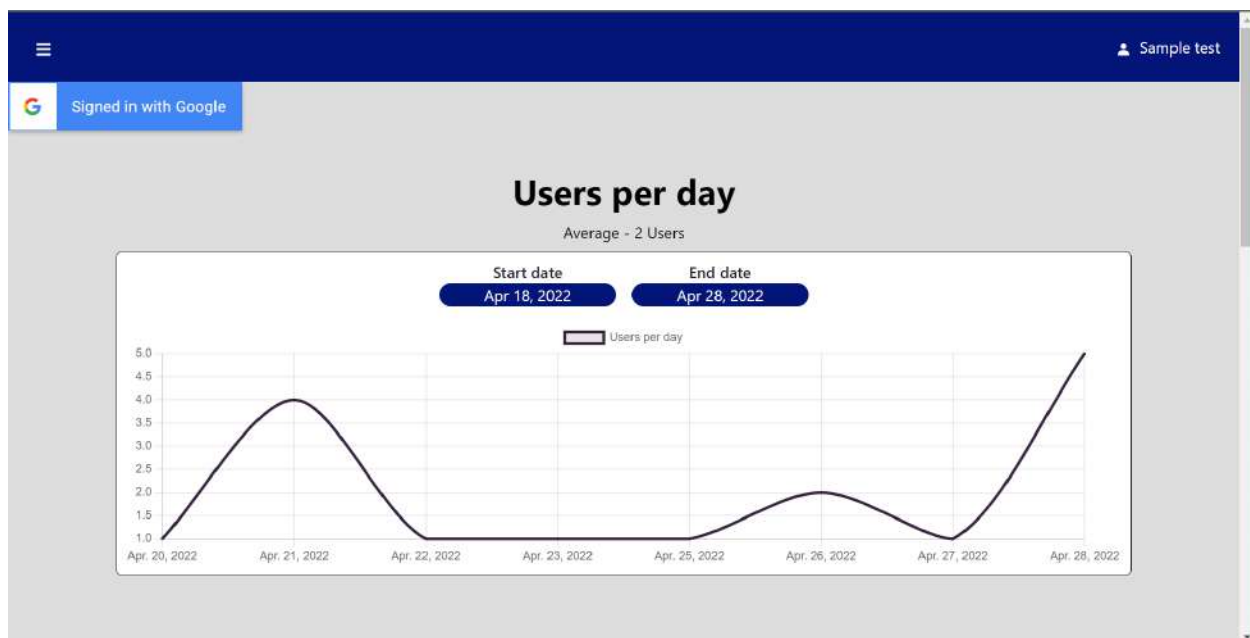 Sample test
Signed in with Google
Users per day
Average - 2 Users
Start date End date
Apr 18, 2022 Apr 28, 2022
Users per day
5.0
4.5
4.0
3.5
3.0
2.5
2.0
1.5
1.0
Apr. 20, 2022 Apr. 21, 2022 Apr. 22, 2022 Apr. 23, 2022 Apr. 25, 2022 Apr. 26, 2022 Apr. 27, 2022 Apr. 28, 2022